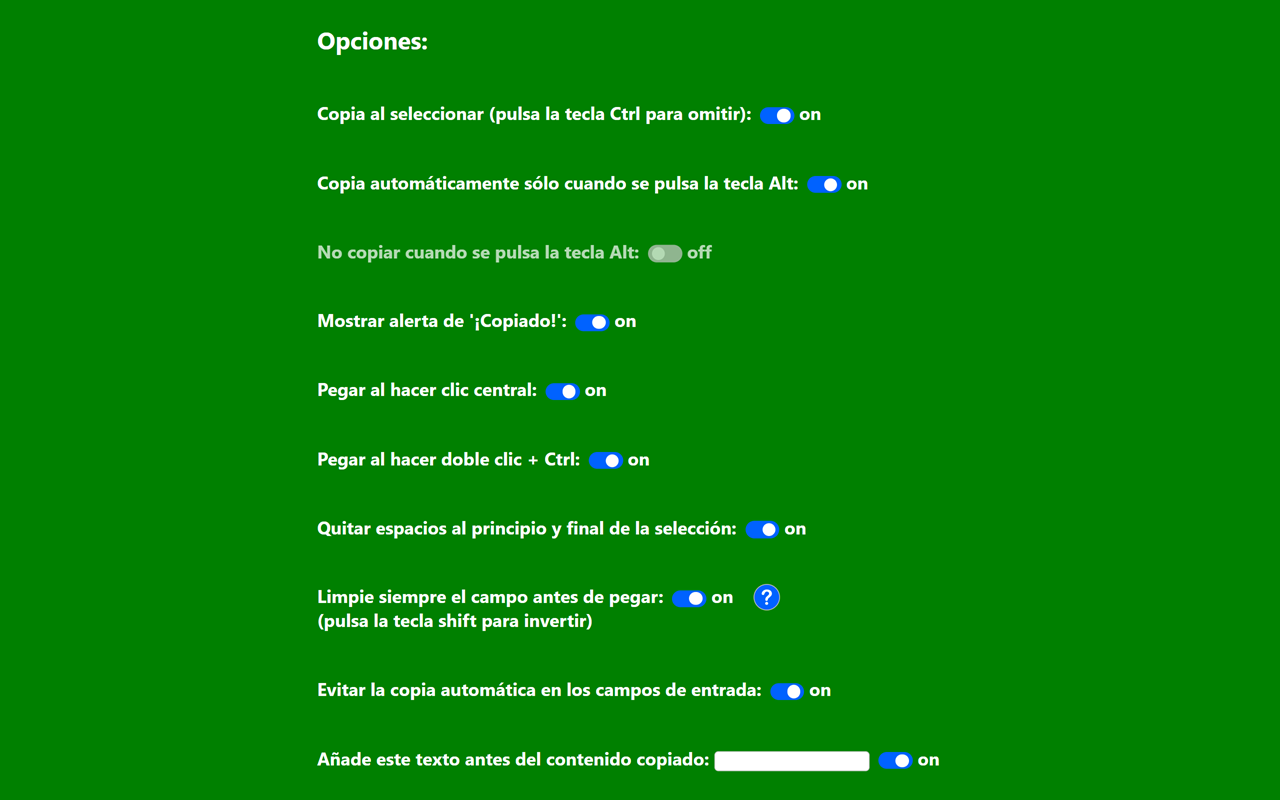 Opciones:
Copia al seleccionar (pulsa la tecla Ctrl para omitir): on
Copia automáticamente sólo cuando se pulsa la tecla Alt: on
No copiar cuando se pulsa la tecla Alt: off
Mostrar alerta de '¡Copiado!': on
Pegar al hacer clic central: on
Pegar al hacer doble clic + Ctrl: on
Quitar espacios al principio y final de la selección: on
Limpie siempre el campo antes de pegar: on ?
(pulsa la tecla shift para invertir)
Evitar la copia automática en los campos de entrada: on
Añade este texto antes del contenido copiado: on